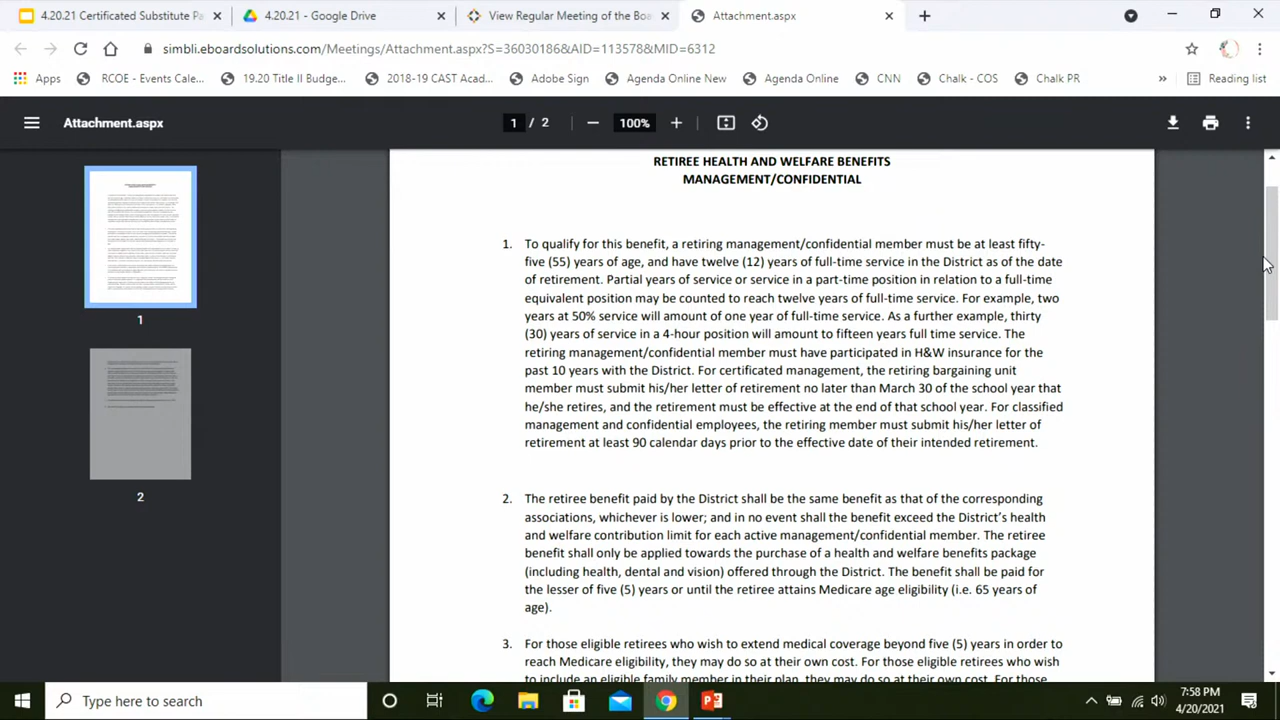 4.20.21 Certificated Substitute Pa
4.20.21 - Google Drive
View Regular Meeting of the Boa
Attachment.aspx
simbli.eboardsolutions.com/Meetings/Attachment.aspx?S=36030186&AID=113578&MID=6312
Apps
RCOE - Events Cale...
19.20 Title II Budge...
2018-19 CAST Acad...
Adobe Sign
Agenda Online New
Agenda Online
CNN
Chalk - COS
Chalk PR
»
Reading list
Attachment.aspx
1 / 2
100%
1
2
RETIREE HEALTH AND WELFARE BENEFITS
MANAGEMENT/CONFIDENTIAL
1. To qualify for this benefit, a retiring management/confidential member must be at least fifty-
five (55) years of age, and have twelve (12) years of full-time service in the District as of the date
of retirement. Partial years of service or service in a part-time position in relation to a full-time
equivalent position may be counted to reach twelve years of full-time service. For example, two
years at 50% service will amount of one year of full-time service. As a further example, thirty
(30) years of service in a 4-hour position will amount to fifteen years full time service. The
retiring management/confidential member must have participated in H&W insurance for the
past 10 years with the District. For certificated management, the retiring bargaining unit
member must submit his/her letter of retirement no later than March 30 of the school year that
he/she retires, and the retirement must be effective at the end of that school year. For classified
management and confidential employees, the retiring member must submit his/her letter of
retirement at least 90 calendar days prior to the effective date of their intended retirement.
2. The retiree benefit paid by the District shall be the same benefit as that of the corresponding
associations, whichever is lower; and in no event shall the benefit exceed the District's health
and welfare contribution limit for each active management/confidential member. The retiree
benefit shall only be applied towards the purchase of a health and welfare benefits package
(including health, dental and vision) offered through the District. The benefit shall be paid for
the lesser of five (5) years or until the retiree attains Medicare age eligibility (i.e. 65 years of
age).
3. For those eligible retirees who wish to extend medical coverage beyond five (5) years in order to
reach Medicare eligibility, they may do so at their own cost. For those eligible retirees who wish
to include an eligible family member in their plan, they may do so at their own cost. For those
Type here to search
7:58 PM
4/20/2021